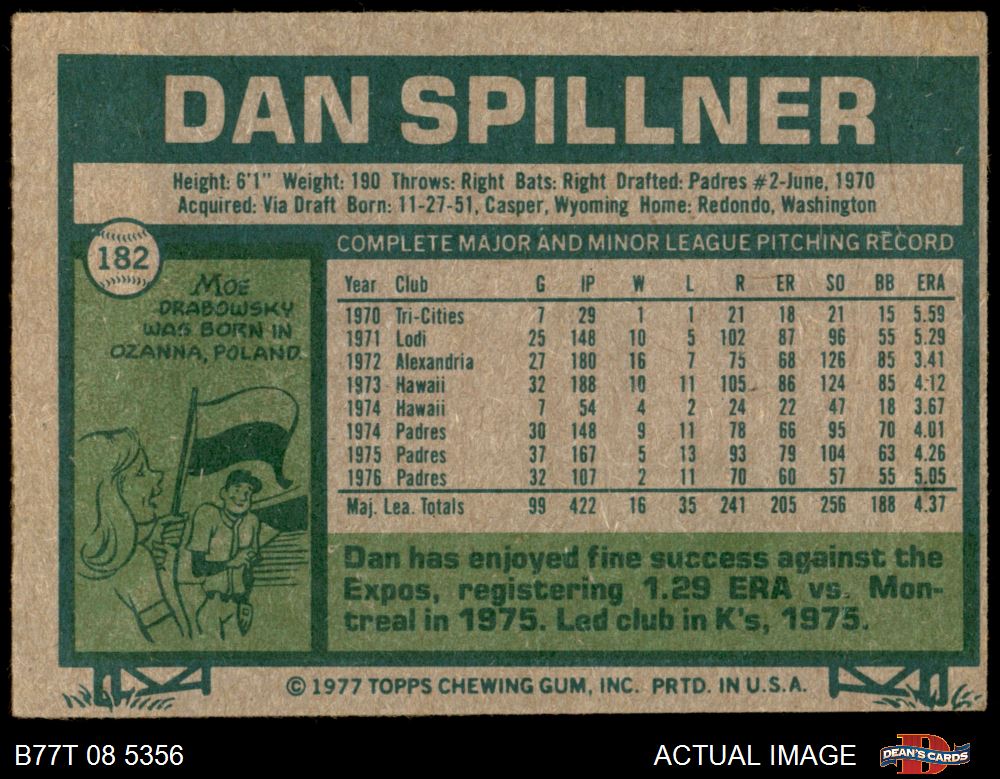 DAN SPILLNER
Height: 6'1" Weight: 190 Throws: Right Bats: Right Drafted: Padres #2-June, 1970
Acquired: Via Draft Born: 11-27-51, Casper, Wyoming Home: Redondo, Washington
182
MOE
DRABOWSKY
WAS BORN IN
OZANNA, POLAND.
COMPLETE MAJOR AND MINOR LEAGUE PITCHING RECORD
Year Club G IP W L R ER SO BB ERA
1970 Tri-Cities 7 29 1 1 21 18 21 15 5.59
1971 Lodi 25 148 10 5 102 87 96 55 5.29
1972 Alexandria 27 180 16 7 75 68 126 85 3.41
1973 Hawaii 32 188 10 11 105 86 124 85 4.12
1974 Hawaii 7 54 4 2 24 22 47 18 3.67
1974 Padres 30 148 9 11 78 66 95 70 4.01
1975 Padres 37 167 5 13 93 79 104 63 4.26
1976 Padres 32 107 2 11 70 60 57 55 5.05
Maj. Lea. Totals 99 422 16 35 241 205 256 188 4.37
Dan has enjoyed fine success against the
Expos, registering 1.29 ERA vs. Mon-
treal in 1975. Led club in K's, 1975.
© 1977 TOPPS CHEWING GUM, INC. PRTD. IN U.S.A.
B77T 08 5356
ACTUAL IMAGE
DEAN'S CARDS